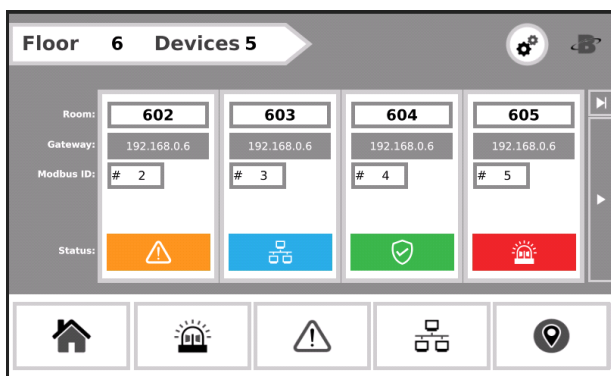 Floor 6 Devices 5
Room: 602 603 604 605
Gateway: 192.168.0.6 192.168.0.6 192.168.0.6 192.168.0.6
Modbus ID: # 2 # 3 # 4 # 5
Status: